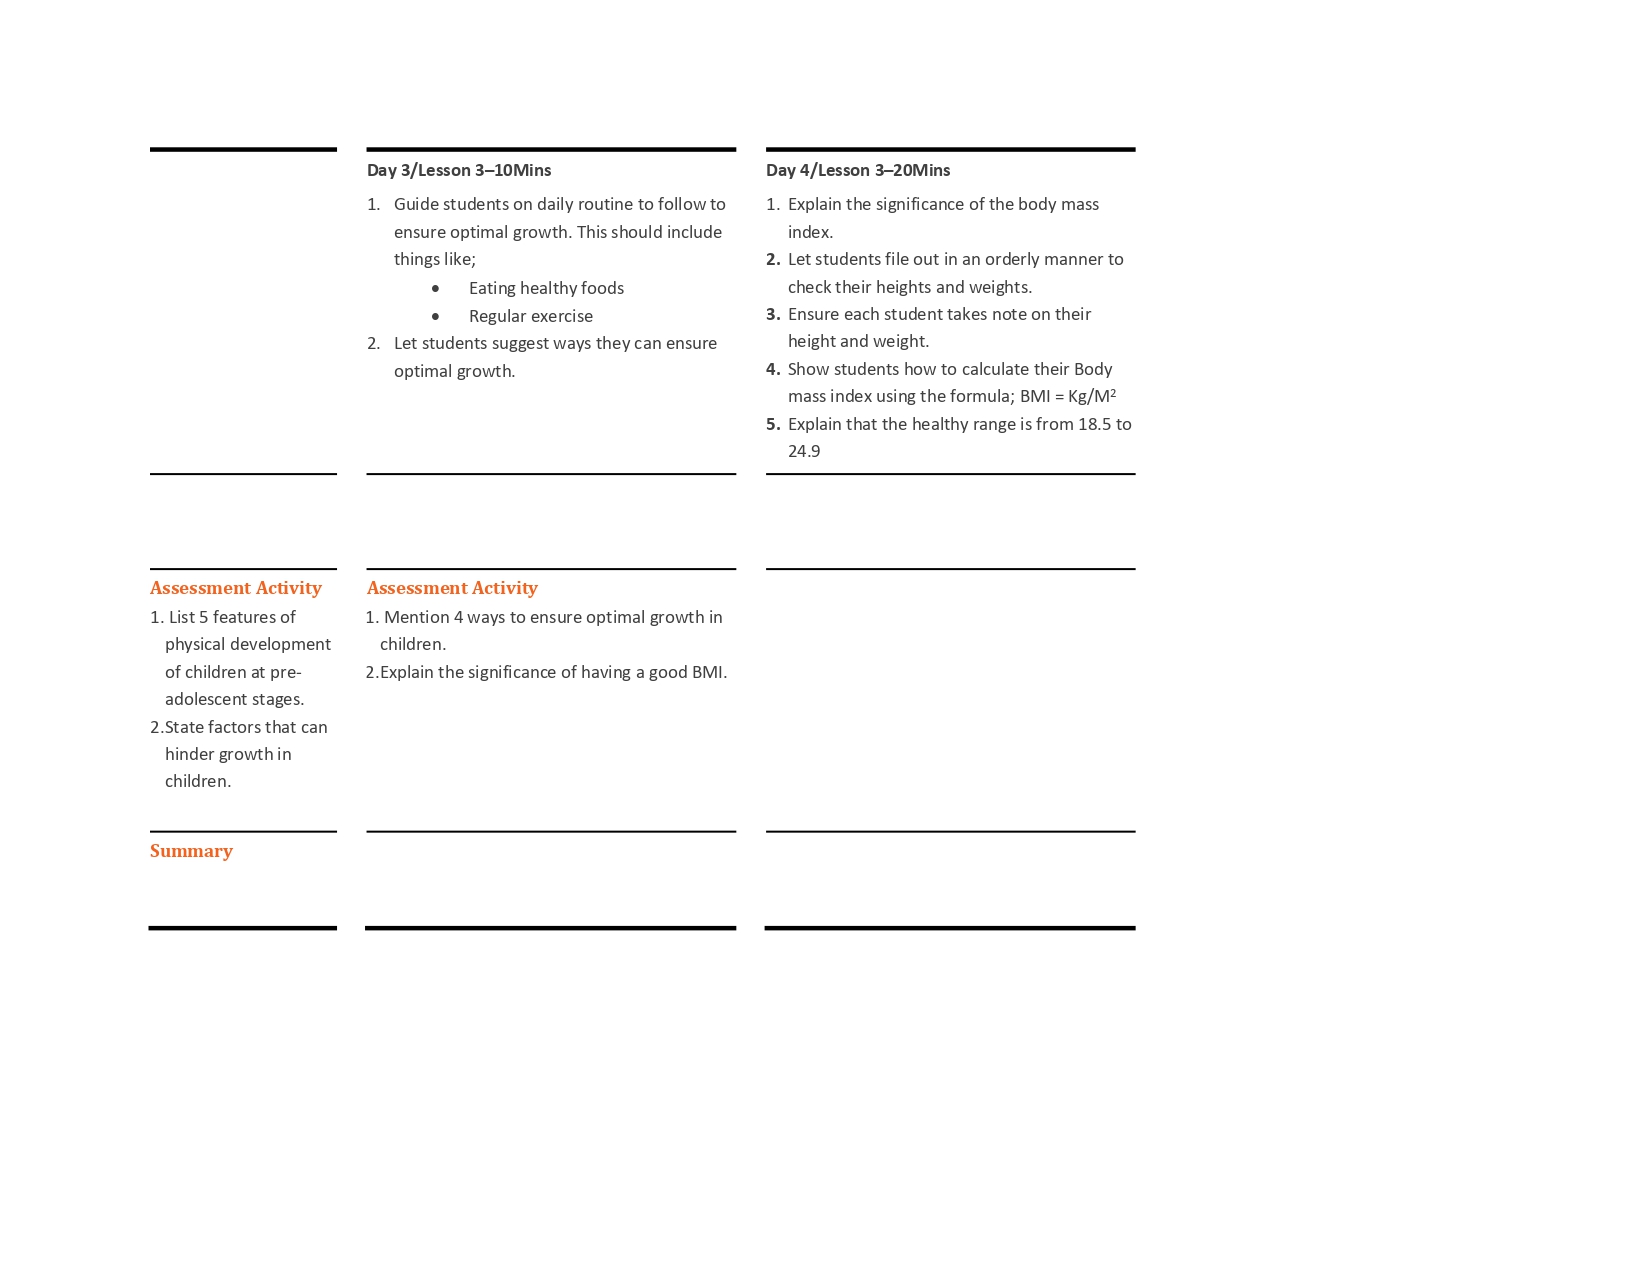 Day 3/Lesson 3–10Mins
1. Guide students on daily routine to follow to
ensure optimal growth. This should include
things like;
● Eating healthy foods
● Regular exercise
2. Let students suggest ways they can ensure
optimal growth.
Day 4/Lesson 3–20Mins
1. Explain the significance of the body mass
index.
2. Let students file out in an orderly manner to
check their heights and weights.
3. Ensure each student takes note on their
height and weight.
4. Show students how to calculate their Body
mass index using the formula; BMI = Kg/M²
5. Explain that the healthy range is from 18.5 to
24.9
Assessment Activity
1. List 5 features of
physical development
of children at pre-
adolescent stages.
2.State factors that can
hinder growth in
children.
Assessment Activity
1. Mention 4 ways to ensure optimal growth in
children.
2.Explain the significance of having a good BMI.
Summary